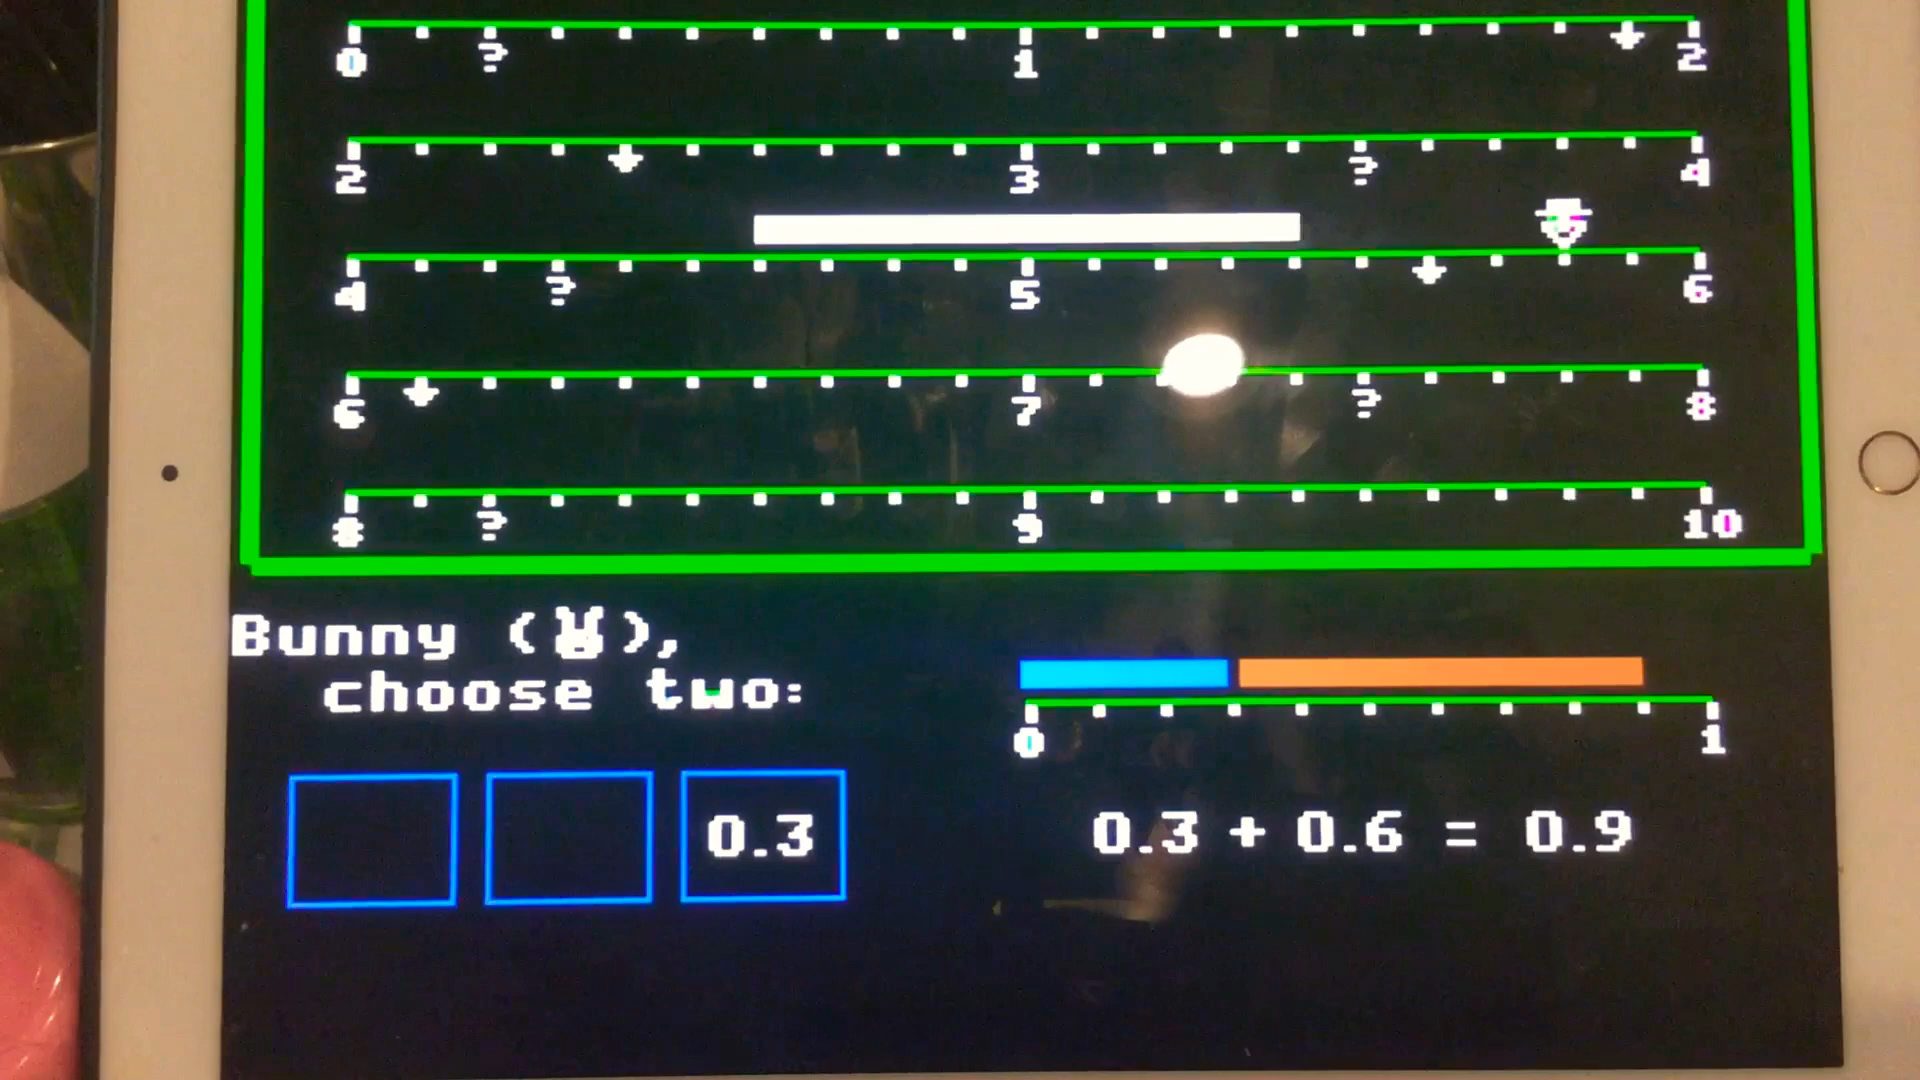 0 ? 1 2
2 3 ? 4
4 ? 5 6
6 7 ? 8
8 ? 9 10
Bunny ( ),
choose two:
0 1
0.3
0.3 + 0.6 = 0.9